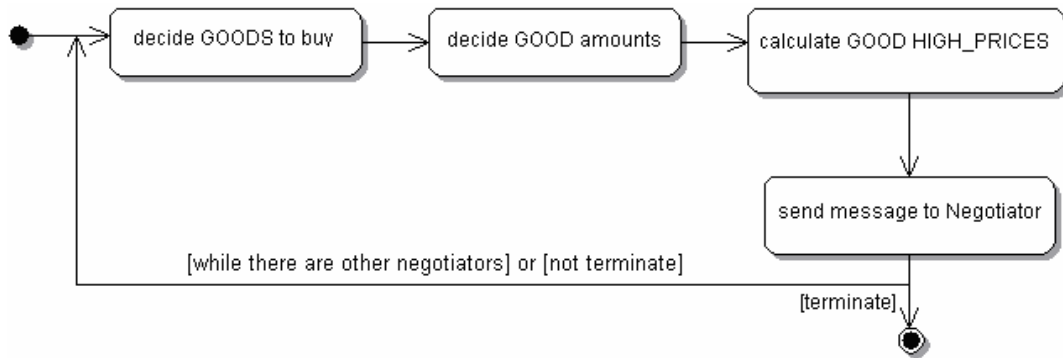 decide GOODS to buy
decide GOOD amounts
calculate GOOD HIGH_PRICES
send message to Negotiator
[while there are other negotiators] or [not terminate]
[terminate]